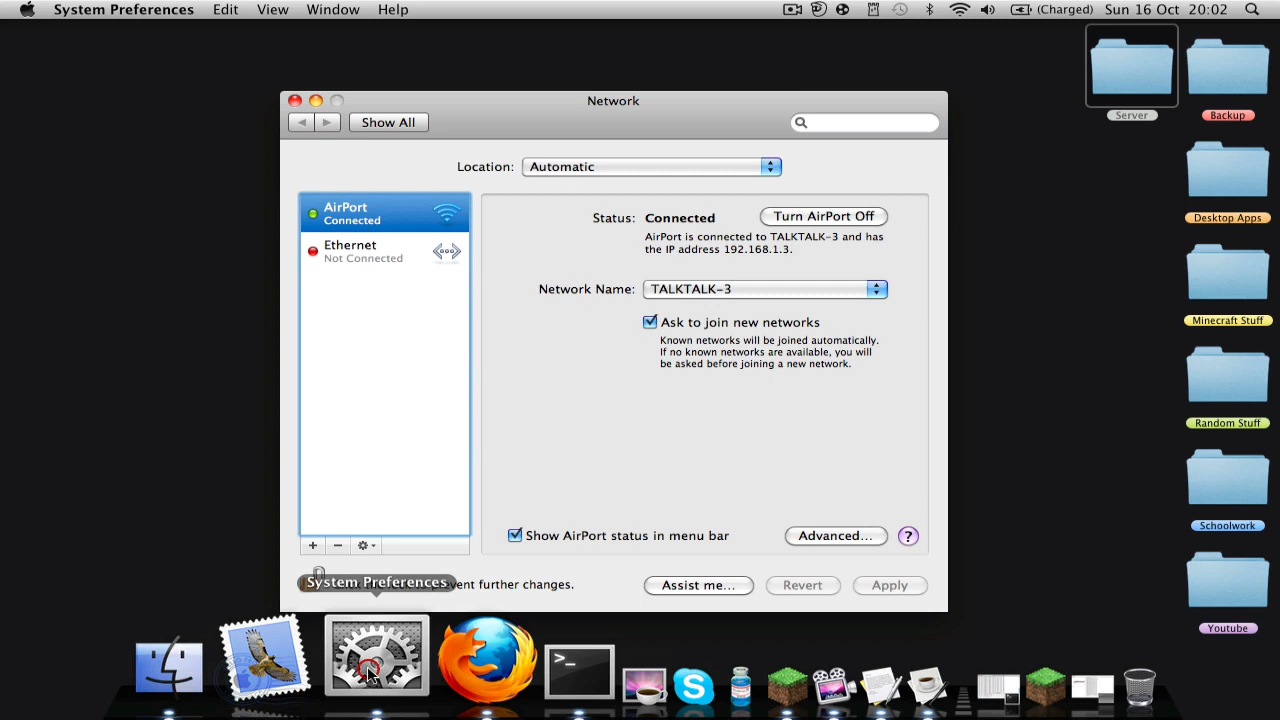 System Preferences Edit View Window Help (Charged) Sun 16 Oct 20:02
Network
Show All
Location: Automatic
AirPort
Connected
Ethernet
Not Connected
Status: Connected
Turn AirPort Off
AirPort is connected to TALKTALK-3 and has
the IP address 192.168.1.3.
Network Name: TALKTALK-3
Ask to join new networks
Known networks will be joined automatically.
If no known networks are available, you will
be asked before joining a new network.
Show AirPort status in menu bar
Advanced...
?
System Preferences
event further changes.
Assist me...
Revert
Apply
>_
Server
Backup
Desktop Apps
Minecraft Stuff
Random Stuff
Schoolwork
Youtube